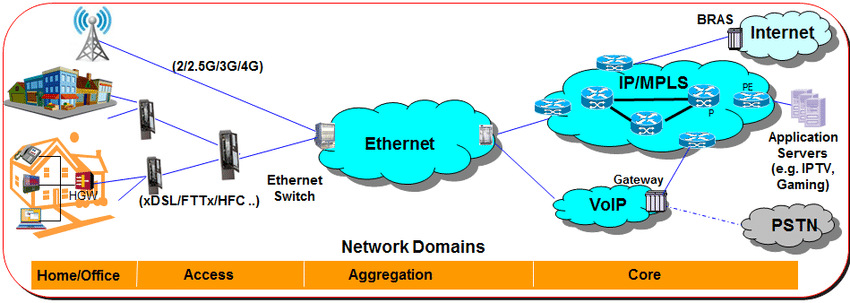 BRAS
Internet
(2/2.5G/3G/4G)
IP/MPLS
PE
P
Ethernet
Application
Servers
(e.g. IPTV,
Gaming)
Ethernet
Switch
HGW
(xDSL/FTTx/HFC ..)
Gateway
VoIP
PSTN
Network Domains
Home/Office
Access
Aggregation
Core